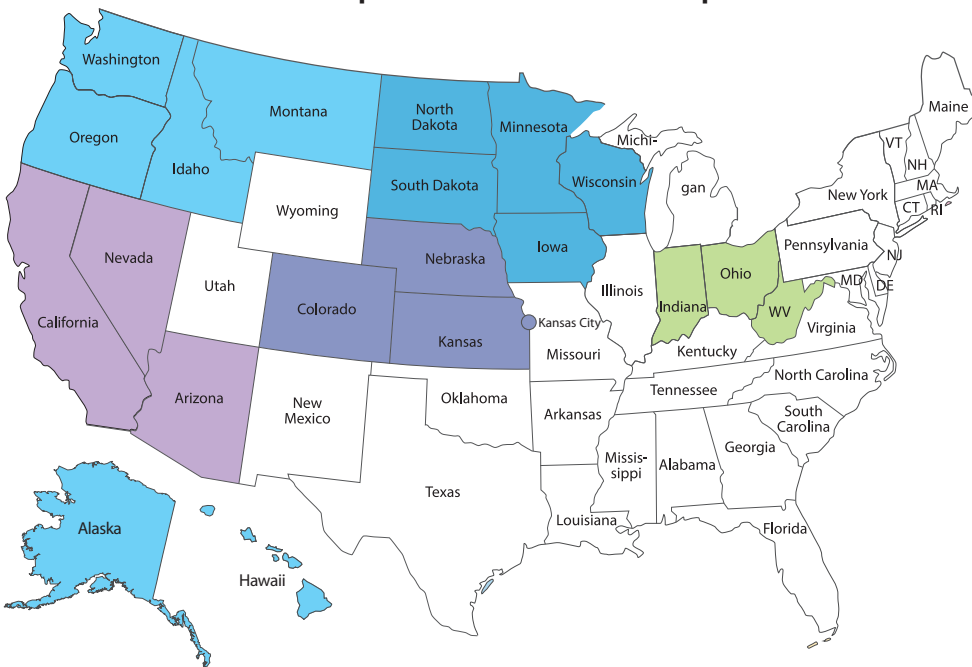 Washington
Oregon
Idaho
Montana
North
Dakota
Minnesota
South Dakota
Wisconsin
Michi-
gan
Iowa
Wyoming
Nebraska
Nevada
Utah
Colorado
Kansas
Kansas City
California
Arizona
New
Mexico
Oklahoma
Texas
Missouri
Arkansas
Louisiana
Illinois
Indiana
Ohio
WV
Kentucky
Tennessee
Missis-
sippi
Alabama
Georgia
Florida
South
Carolina
North Carolina
Virginia
Pennsylvania
New York
Maine
VT
NH
MA
CT
RI
NJ
MD
DE
Alaska
Hawaii